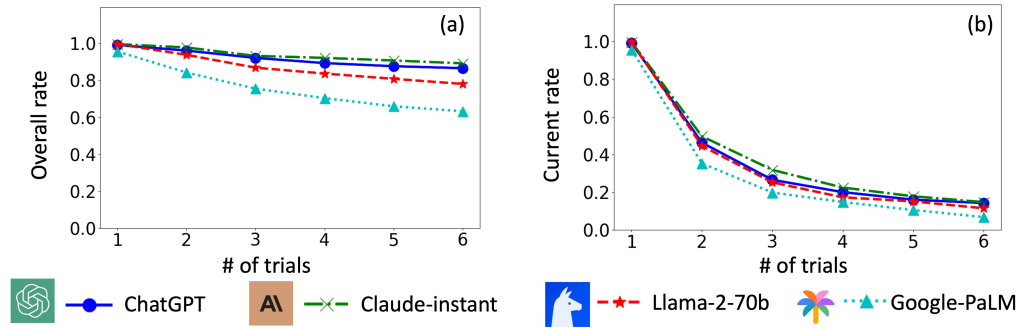 (a)
Overall rate
1.0
0.8
0.6
0.4
0.2
0.0
1 2 3 4 5 6
# of trials
(b)
Current rate
1.0
0.8
0.6
0.4
0.2
0.0
1 2 3 4 5 6
# of trials
ChatGPT
A\ Claude-instant
Llama-2-70b
Google-PaLM